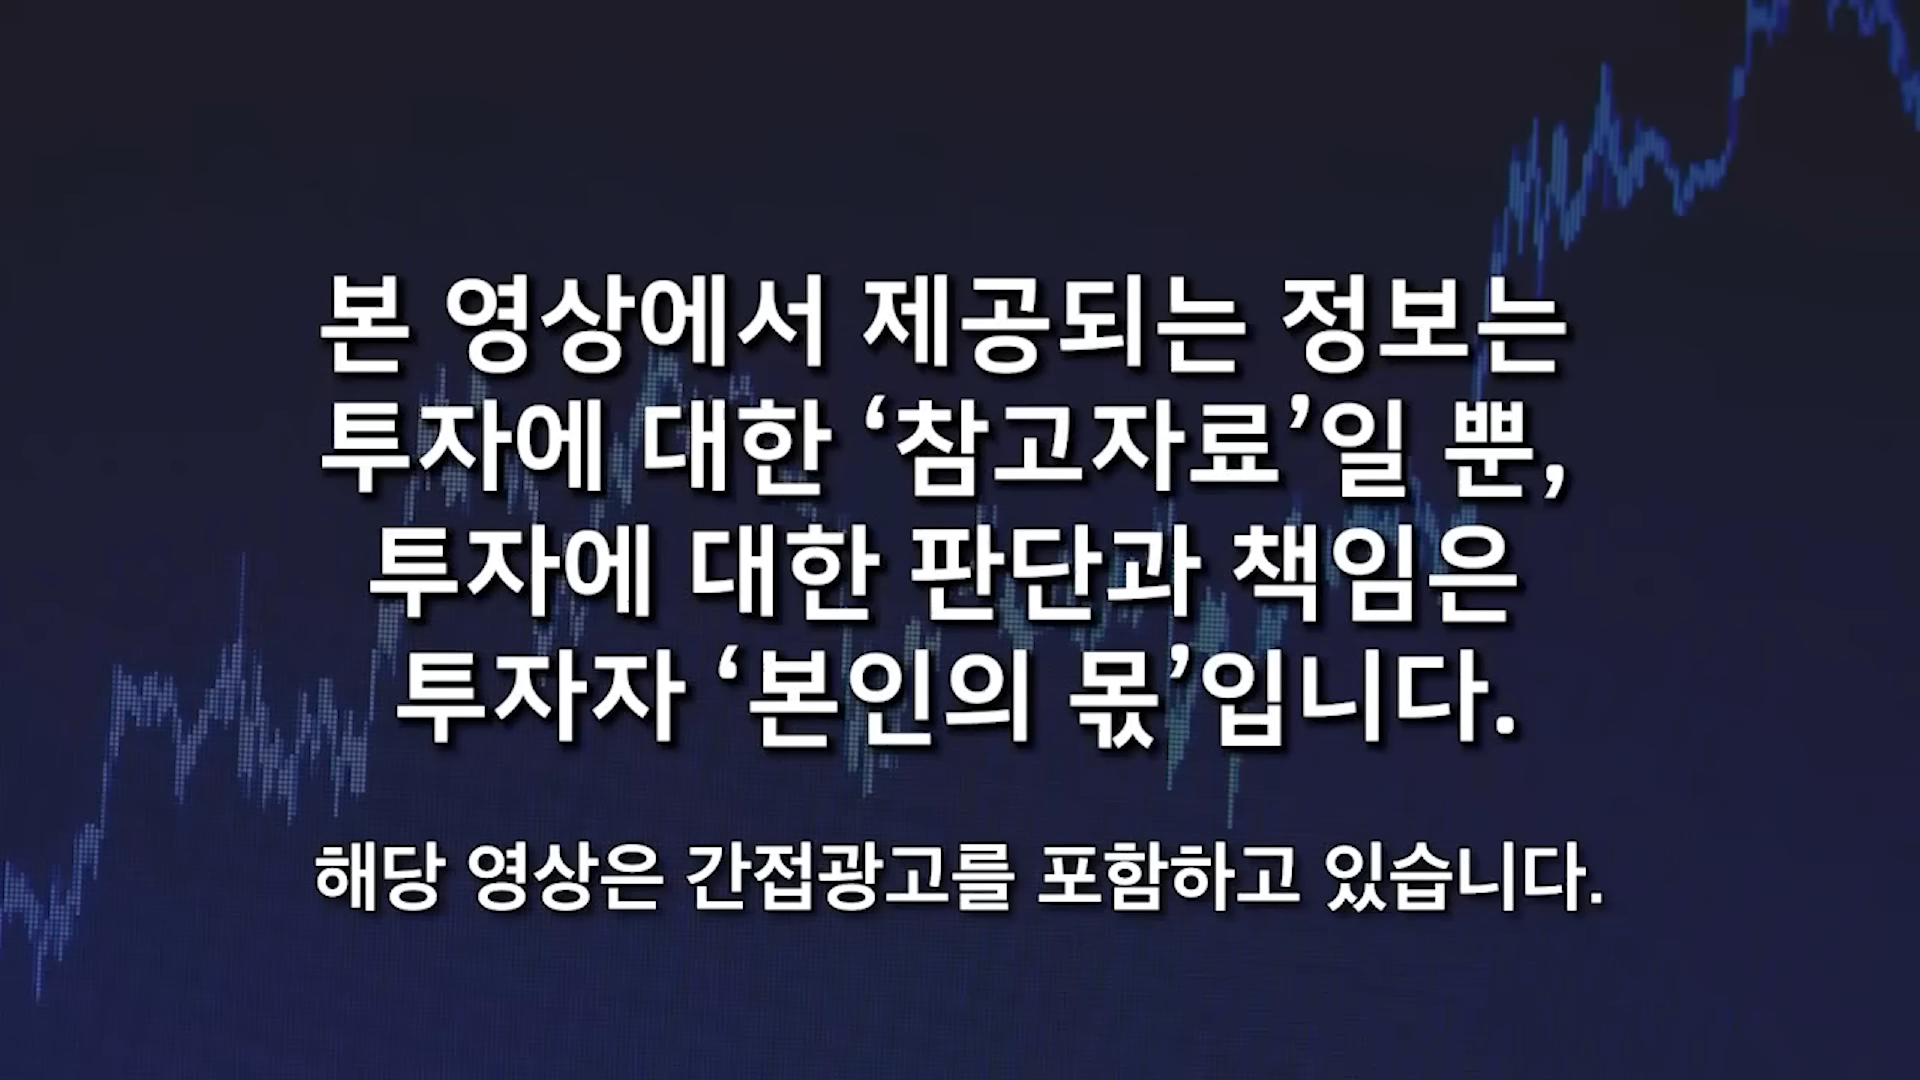 본 영상에서 제공되는 정보는
투자에 대한 ‘참고자료’일 뿐,
투자에 대한 판단과 책임은
투자자 ‘본인의 몫’입니다.
해당 영상은 간접광고를 포함하고 있습니다.